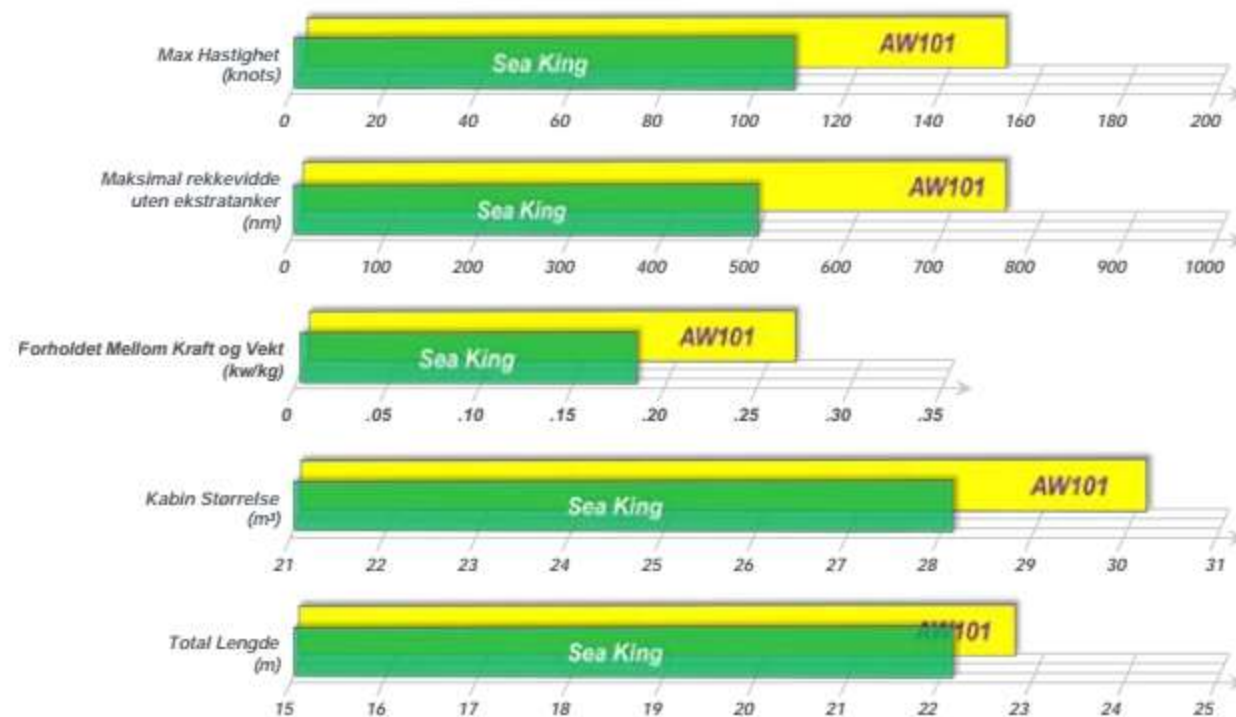 AW101
Max Hastighet
(knots)
Sea King
0 20 40 60 80 100 120 140 160 180 200
Maksimal rekkevidde
uten ekstratanker
(nm)
AW101
Sea King
0 100 200 300 400 500 600 700 800 900 1000
Forholdet Mellom Kraft og Vekt
(kw/kg)
AW101
Sea King
0 .05 .10 .15 .20 .25 .30 .35
Kabin Størrelse
(m³)
AW101
Sea King
21 22 23 24 25 26 27 28 29 30 31
Total Lengde
(m)
AW101
Sea King
15 16 17 18 19 20 21 22 23 24 25